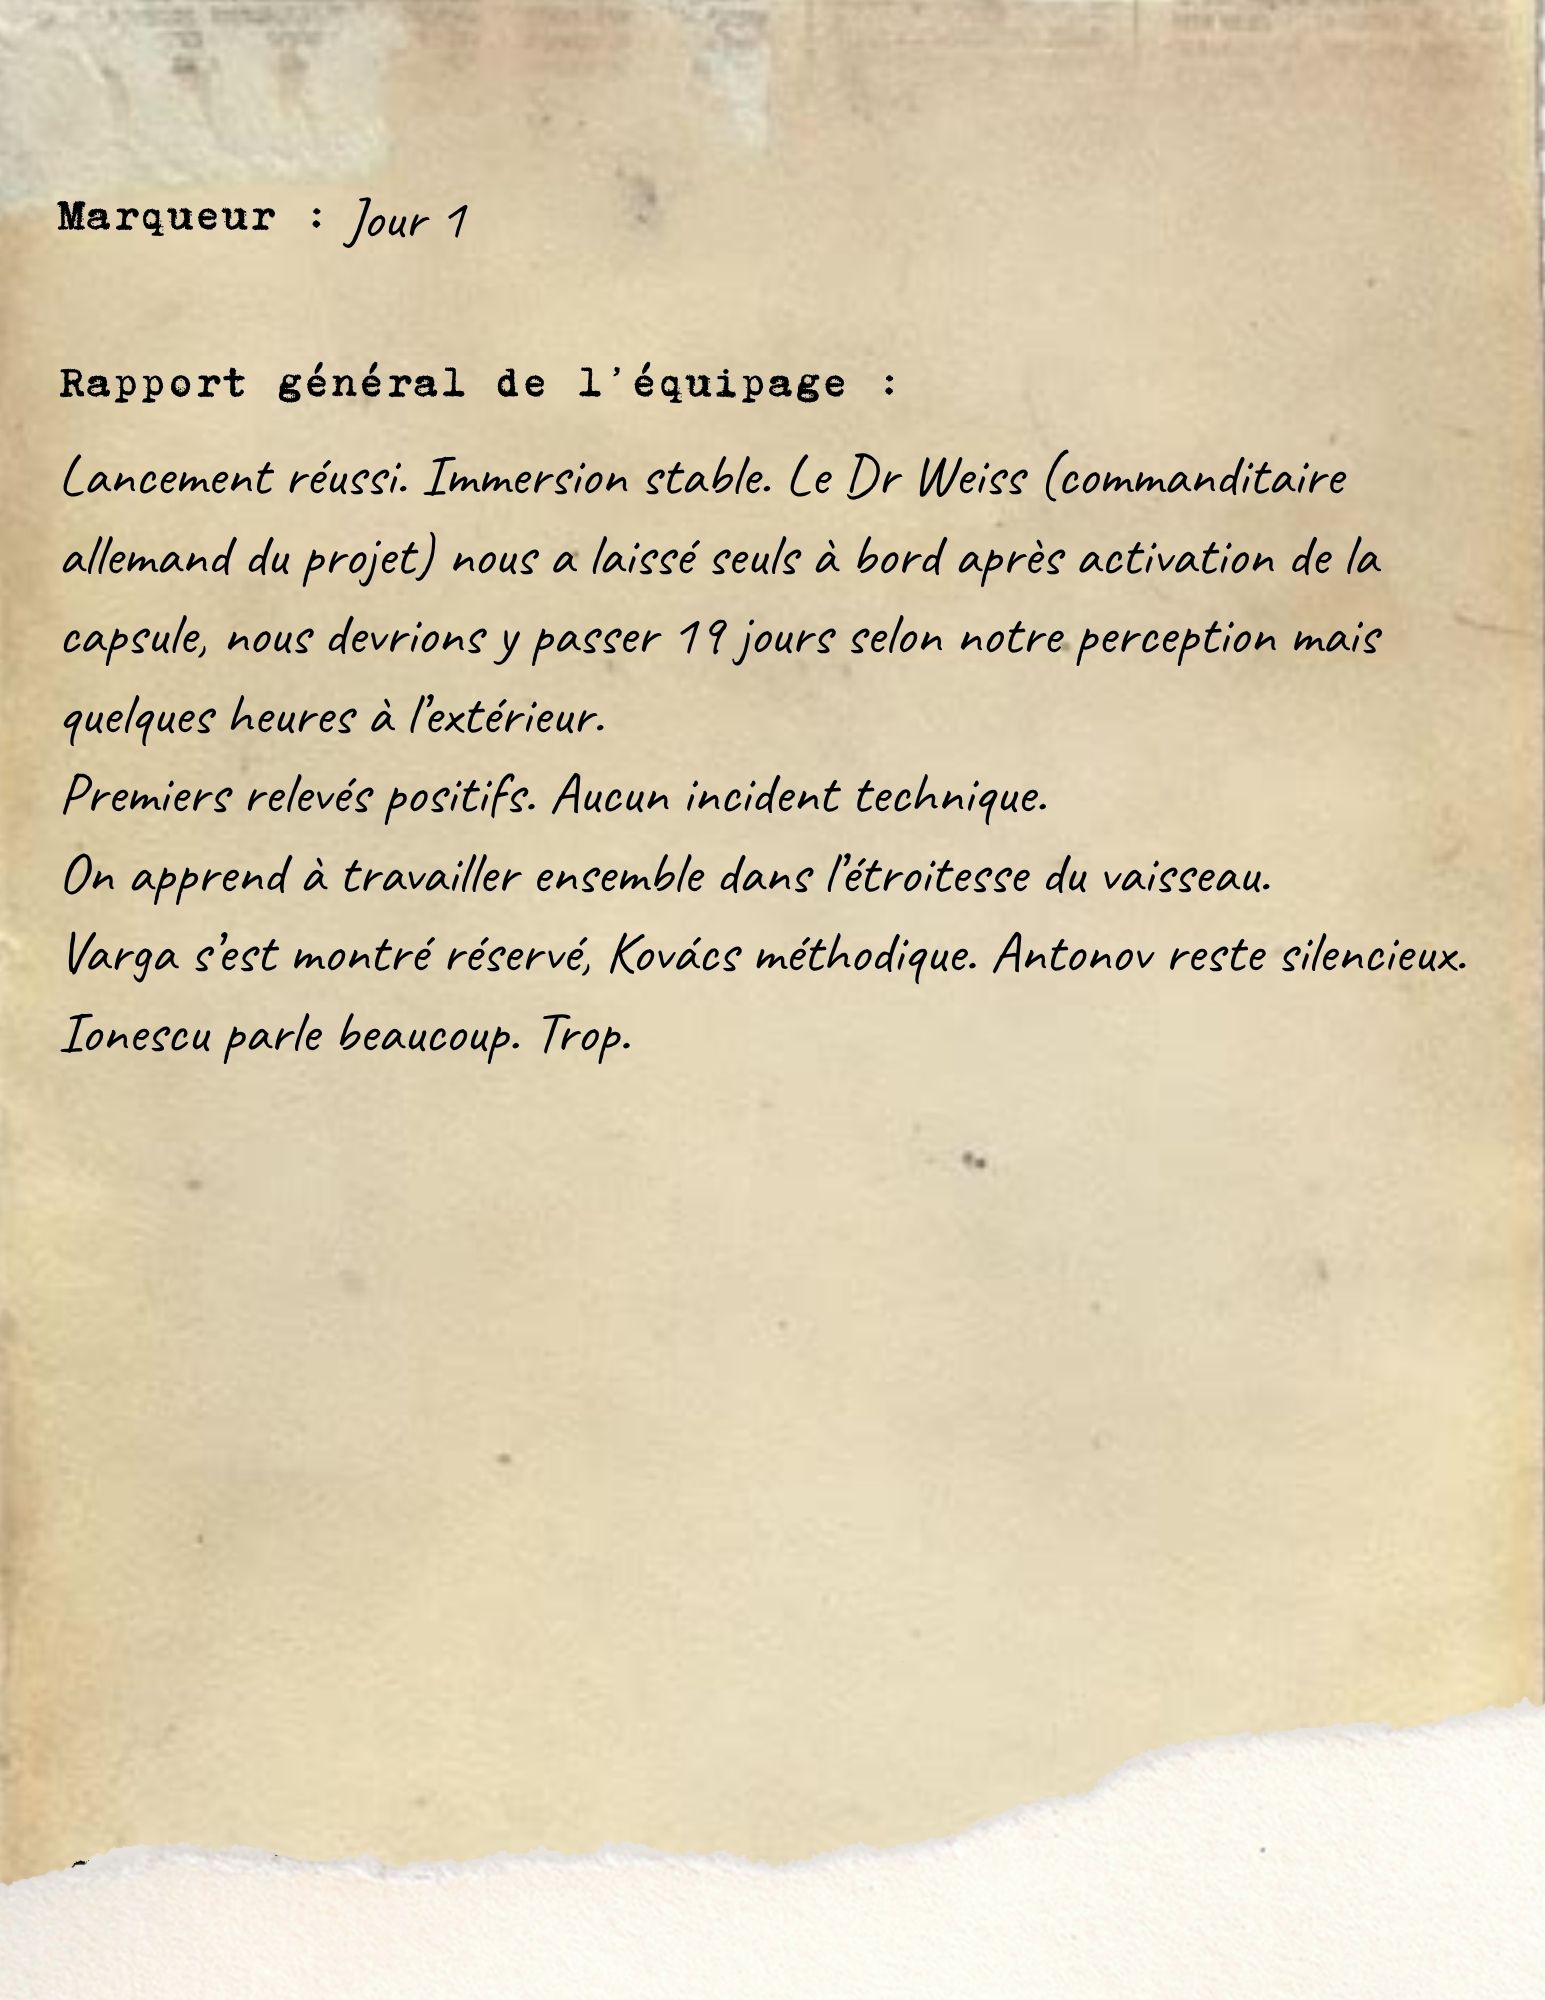 Marqueur : Jour 1
Rapport général de l'équipage :
Lancement réussi. Immersion stable. Le Dr Weiss (commanditaire
allemand du projet) nous a laissé seuls à bord après activation de la
capsule, nous devrions y passer 19 jours selon notre perception mais
quelques heures à l'extérieur.
Premiers relevés positifs. Aucun incident technique.
On apprend à travailler ensemble dans l'étroitesse du vaisseau.
Varga s'est montré réservé, Kovács méthodique. Antonov reste silencieux.
Ionescu parle beaucoup. Trop.